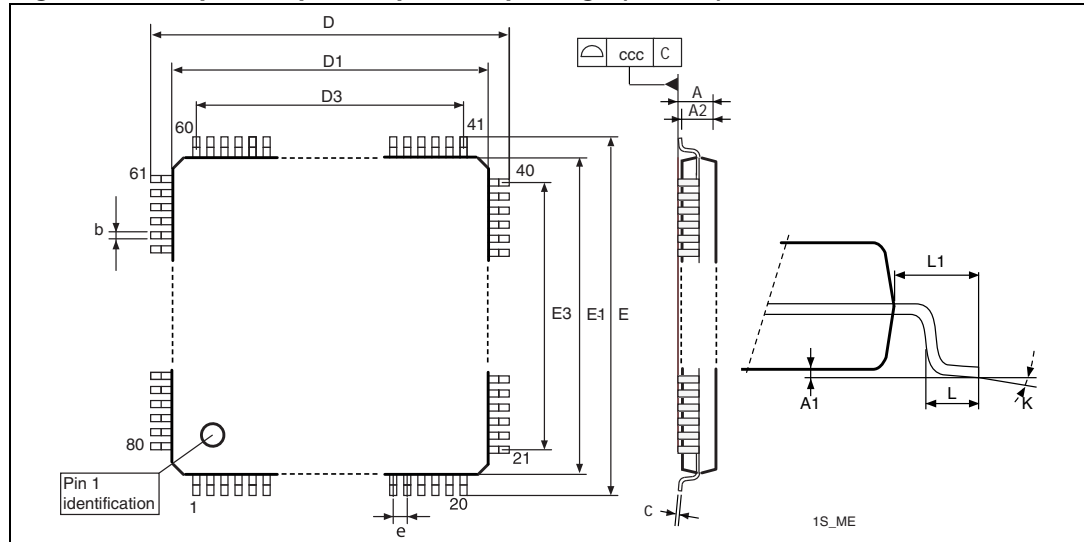 D
D1
D3
ccc C
A
A2
60
41
61
40
b
L1
E3 E1 E
A1
L
K
80
21
Pin 1
identification
1
20
e
C
1S_ME